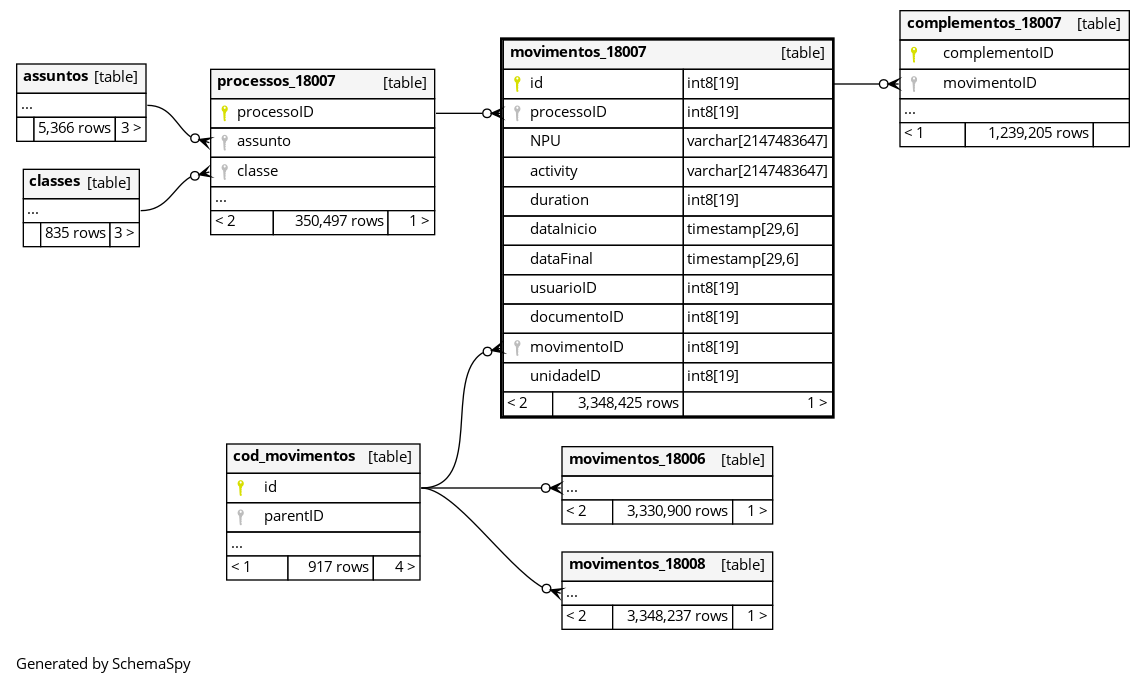 complementos_18007 [table]
complementoID
movimentoID
...
< 1 1,239,205 rows
movimentos_18007 [table]
id int8[19]
processoID int8[19]
NPU varchar[2147483647]
activity varchar[2147483647]
duration int8[19]
dataInicio timestamp[29,6]
dataFinal timestamp[29,6]
usuarioID int8[19]
documentoID int8[19]
movimentoID int8[19]
unidadeID int8[19]
< 2 3,348,425 rows 1 >
assuntos [table]
...
5,366 rows 3 >
processos_18007 [table]
processoID
assunto
classe
...
< 2 350,497 rows 1 >
classes [table]
...
835 rows 3 >
cod_movimentos [table]
id
parentID
...
< 1 917 rows 4 >
movimentos_18006 [table]
...
< 2 3,330,900 rows 1 >
movimentos_18008 [table]
...
< 2 3,348,237 rows 1 >
Generated by SchemaSpy